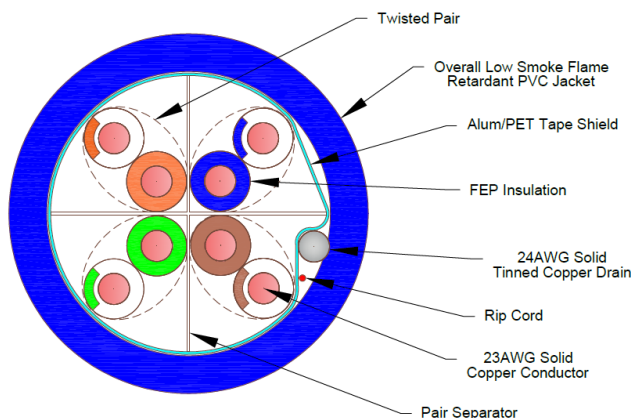 Twisted Pair
Overall Low Smoke Flame
Retardant PVC Jacket
Alum/PET Tape Shield
FEP Insulation
24AWG Solid
Tinned Copper Drain
Rip Cord
23AWG Solid
Copper Conductor
Pair Separator